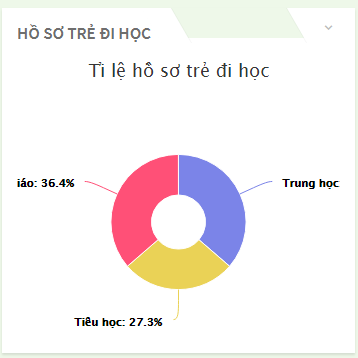 HỒ SƠ TRẺ ĐI HỌC
Tỉ lệ hồ sơ trẻ đi học
iáo: 36.4%
Trung học
Tiểu học: 27.3%